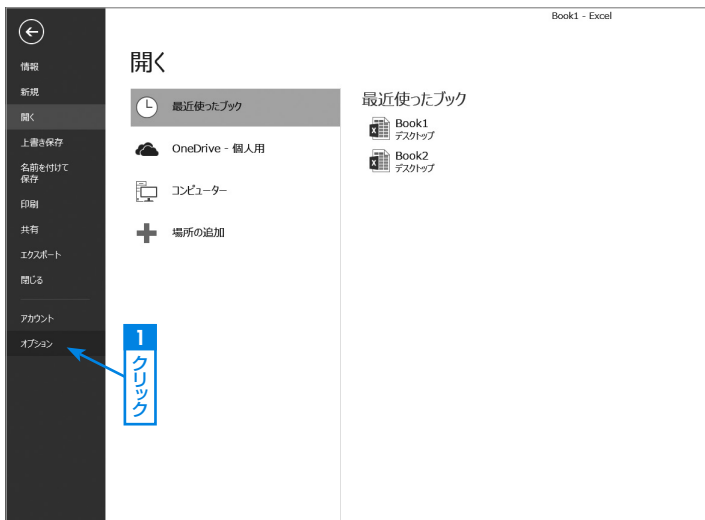 Book1 - Excel
情報
新規
開く
上書き保存
名前を付けて
保存
印刷
共有
エクスポート
閉じる
アカウント
オプション
開く
最近使ったブック
OneDrive - 個人用
コンピューター
場所の追加
最近使ったブック
Book1
デスクトップ
Book2
デスクトップ
1
クリック